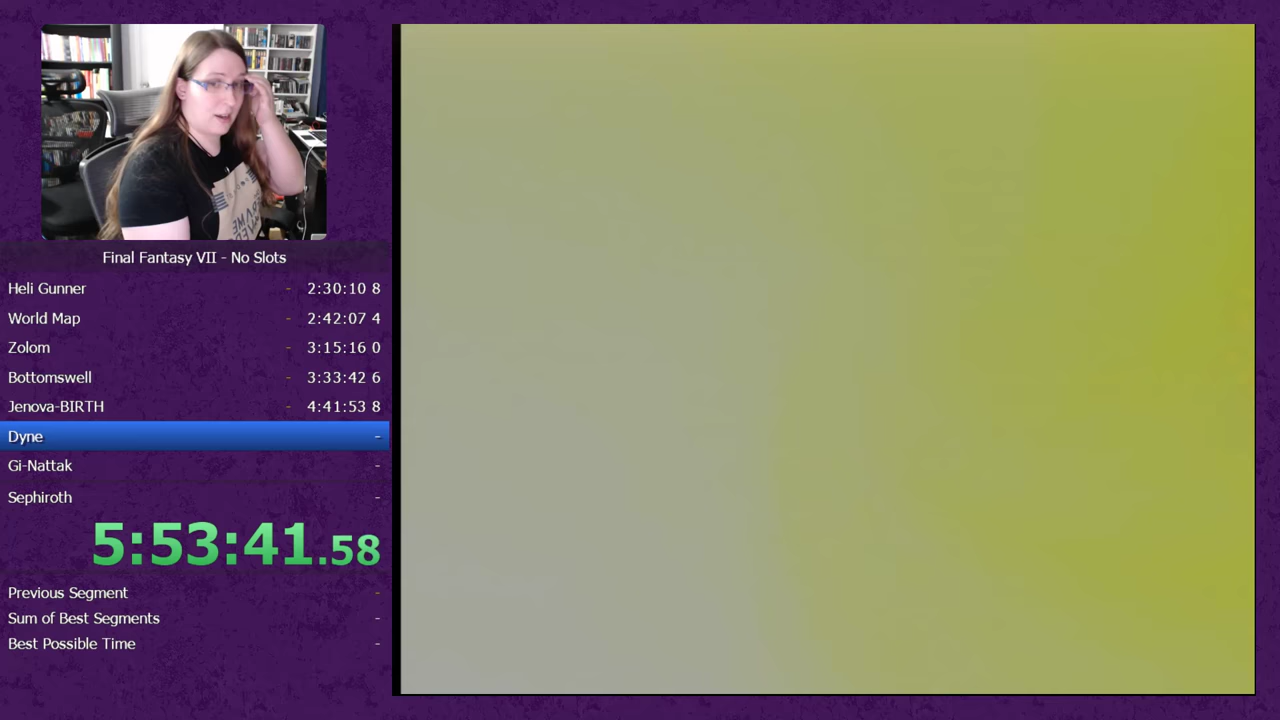 Final Fantasy VII - No Slots
Heli Gunner - 2:30:10 8
World Map - 2:42:07 4
Zolom - 3:15:16 0
Bottomswell - 3:33:42 6
Jenova-BIRTH - 4:41:53 8
Dyne -
Gi-Nattak -
Sephiroth -
5:53:41.58
Previous Segment -
Sum of Best Segments -
Best Possible Time -